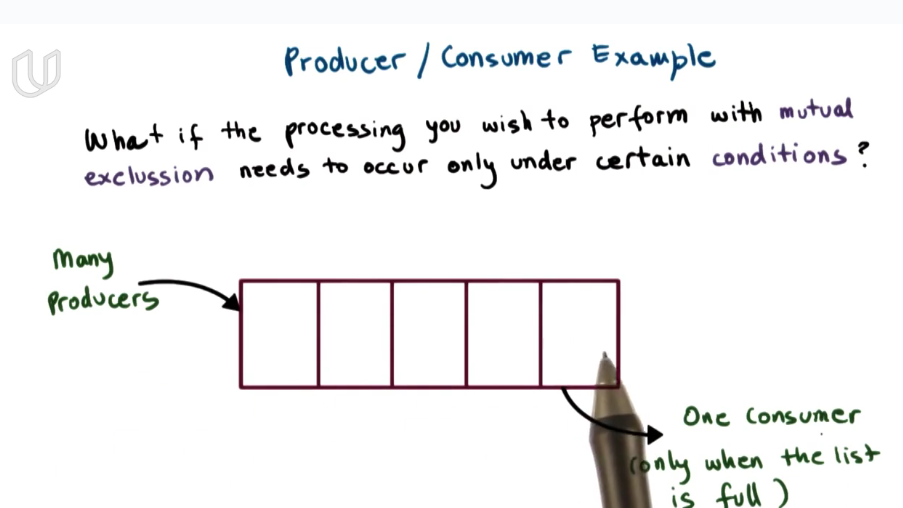 Producer / Consumer Example
What if the processing you wish to perform with mutual
exclussion needs to occur only under certain conditions?
Many
Producers
One Consumer
(only when the list
is full)